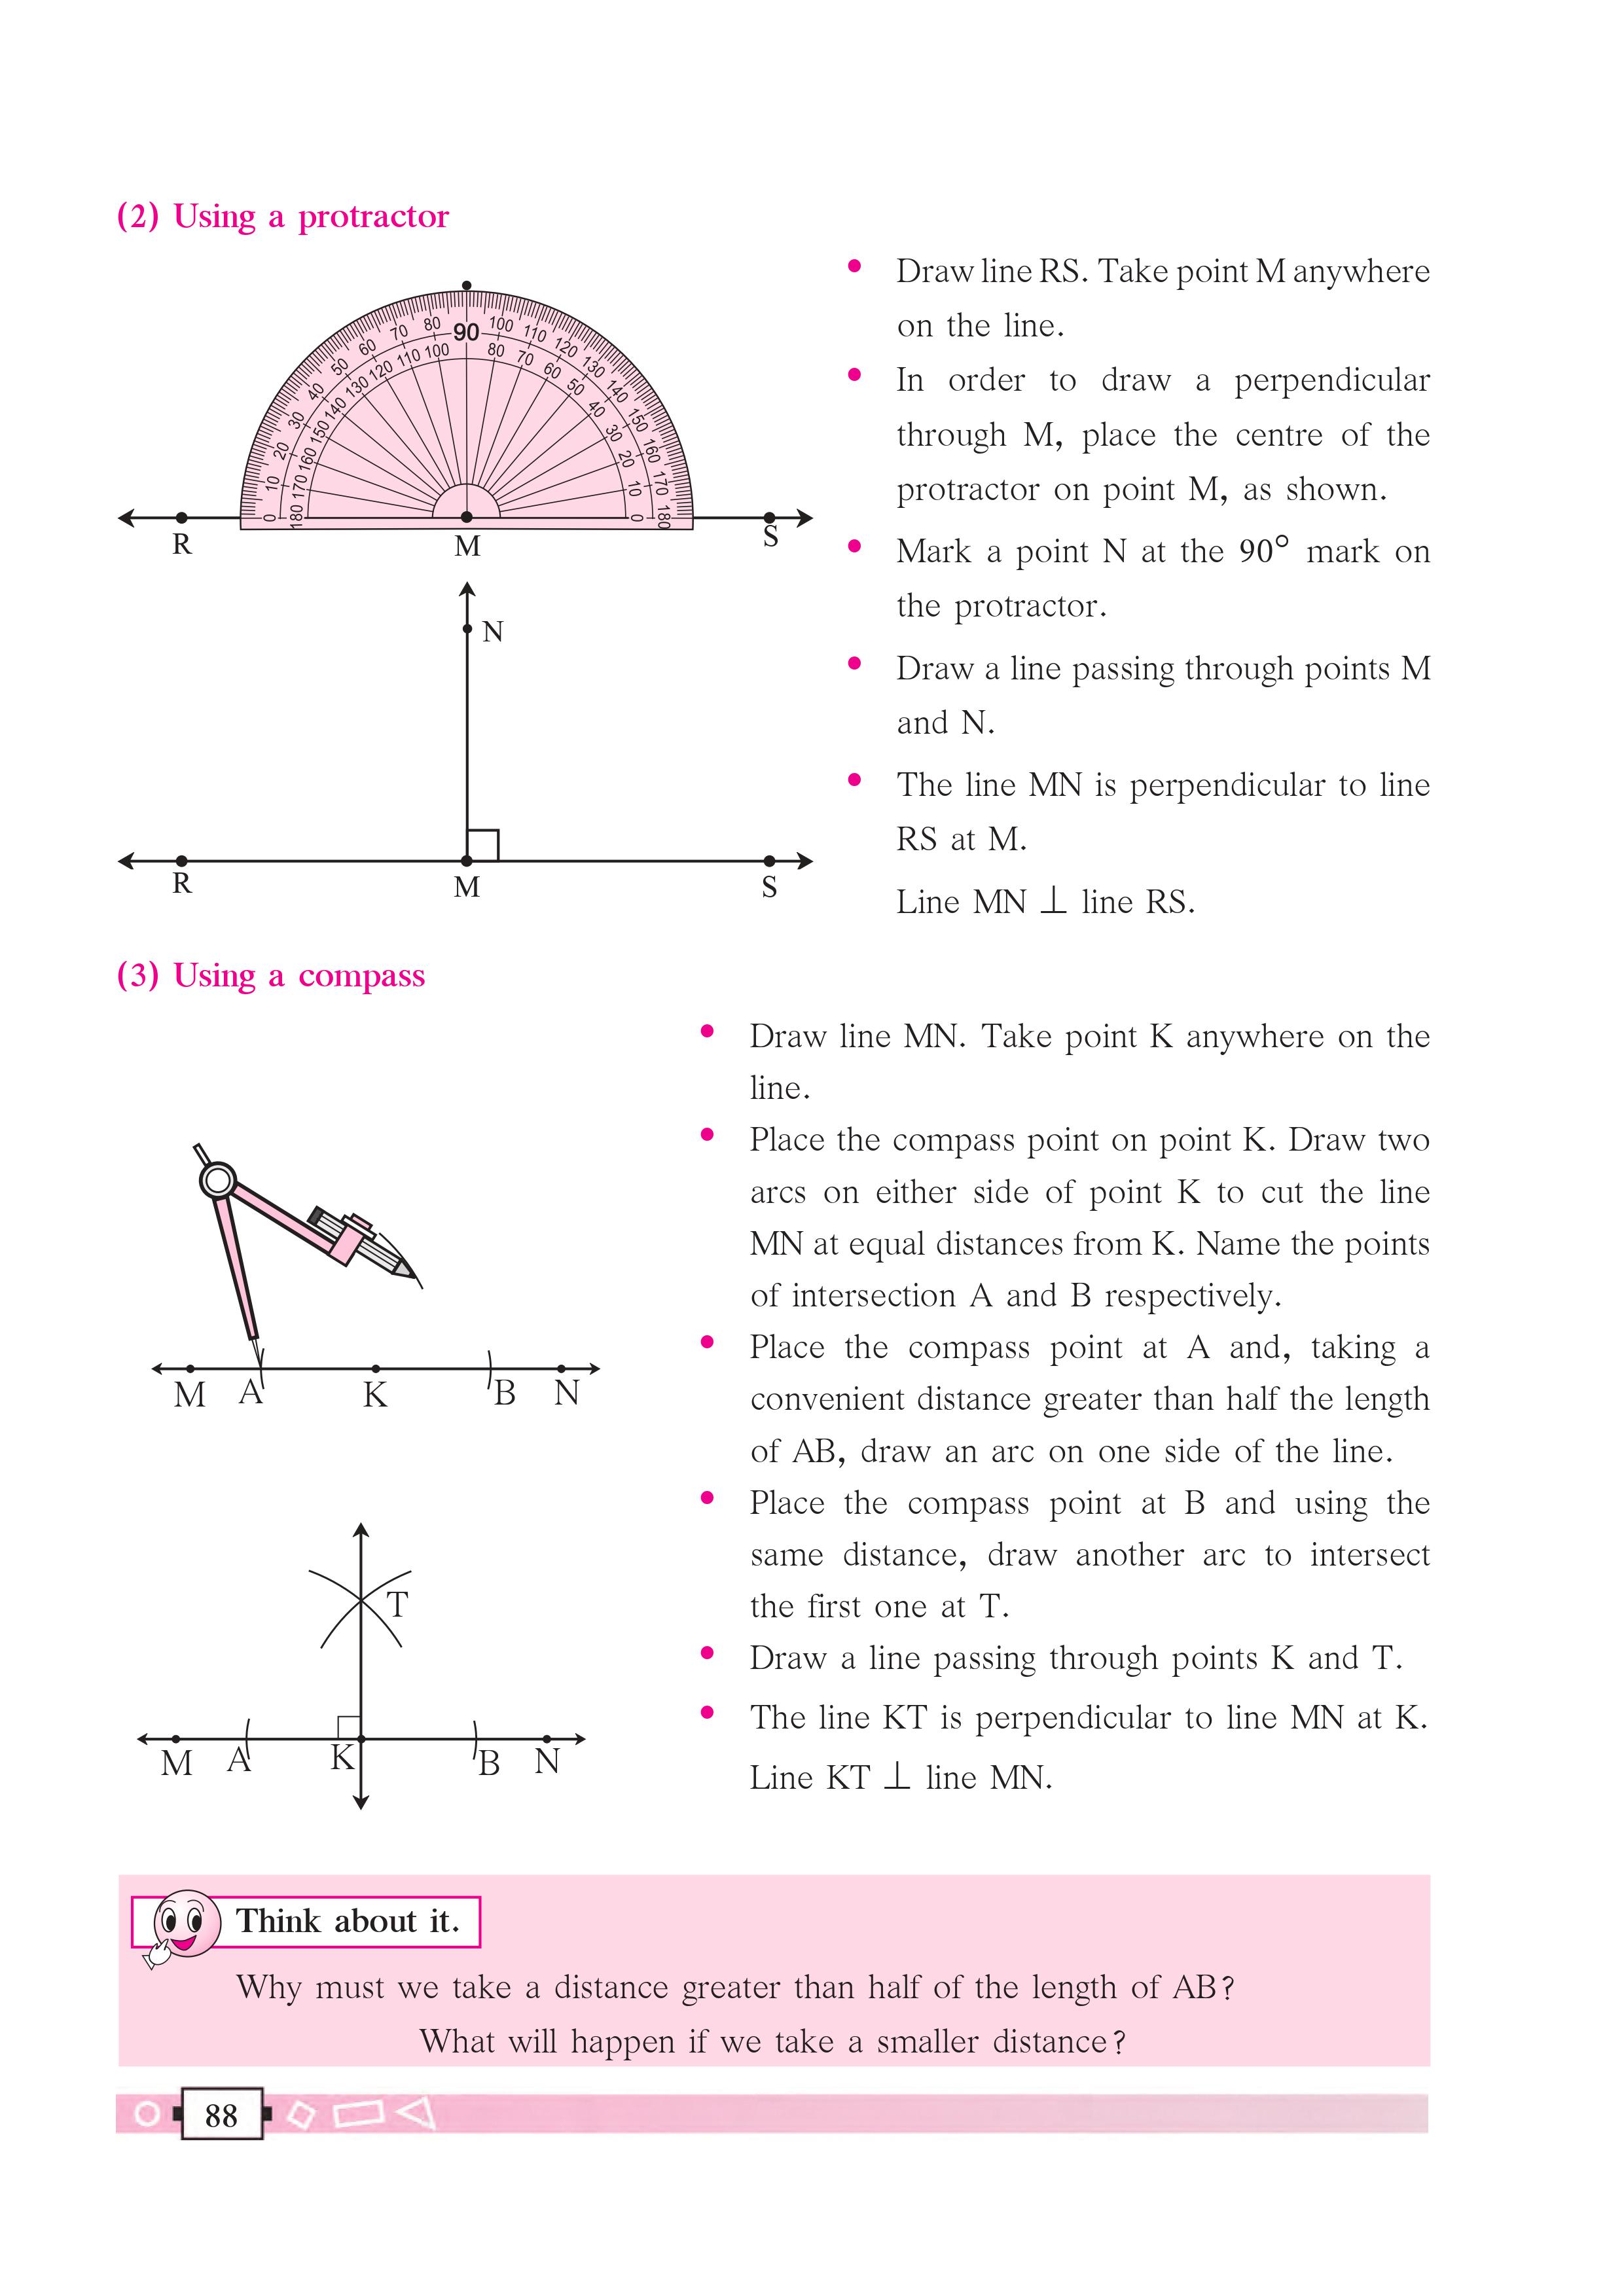 (2) Using a protractor
90
10 20 30 40 50 60 70 80 100 110 120 130 140 150 160 170 180
0
180 170 160 150 140 130 120 110 100 80 70 60 50 40 30 20 10 0
R
M
S
N
R
M
S
• Draw line RS. Take point M anywhere
on the line.
• In order to draw a perpendicular
through M, place the centre of the
protractor on point M, as shown.
• Mark a point N at the 90° mark on
the protractor.
• Draw a line passing through points M
and N.
• The line MN is perpendicular to line
RS at M.
Line MN ⊥ line RS.
(3) Using a compass
M A K B N
T
M A K B N
• Draw line MN. Take point K anywhere on the
line.
• Place the compass point on point K. Draw two
arcs on either side of point K to cut the line
MN at equal distances from K. Name the points
of intersection A and B respectively.
• Place the compass point at A and, taking a
convenient distance greater than half the length
of AB, draw an arc on one side of the line.
• Place the compass point at B and using the
same distance, draw another arc to intersect
the first one at T.
• Draw a line passing through points K and T.
• The line KT is perpendicular to line MN at K.
Line KT ⊥ line MN.
Think about it.
Why must we take a distance greater than half of the length of AB?
What will happen if we take a smaller distance?
88